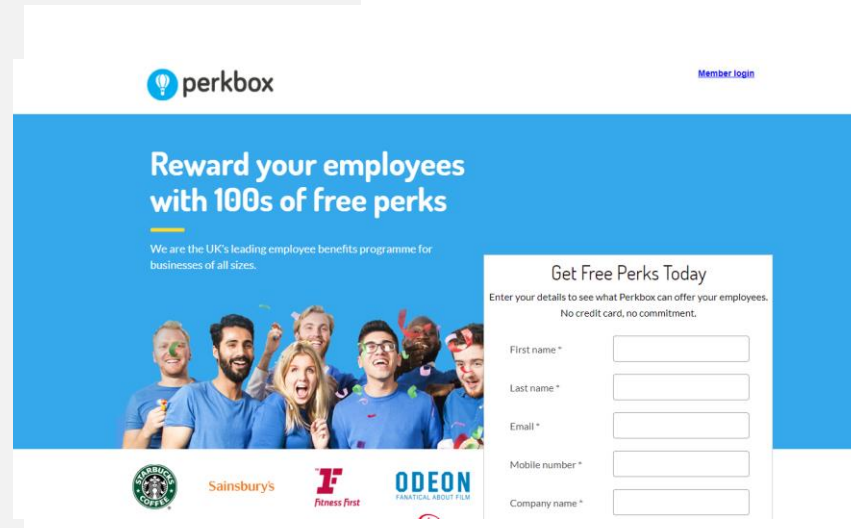 perkbox
Member login
Reward your employees
with 100s of free perks
We are the UK's leading employee benefits programme for
businesses of all sizes.
Get Free Perks Today
Enter your details to see what Perkbox can offer your employees.
No credit card, no commitment.
First name *
Last name *
Email *
Mobile number *
Company name *
STARBUCKS
COFFEE
Sainsbury's
Fitness First
ODEON
FANATICAL ABOUT FILM